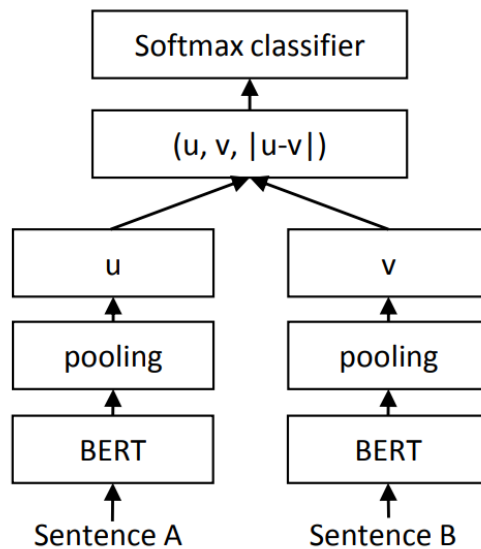 Softmax classifier
(u, v, |u-v|)
u
v
pooling
pooling
BERT
BERT
Sentence A
Sentence B